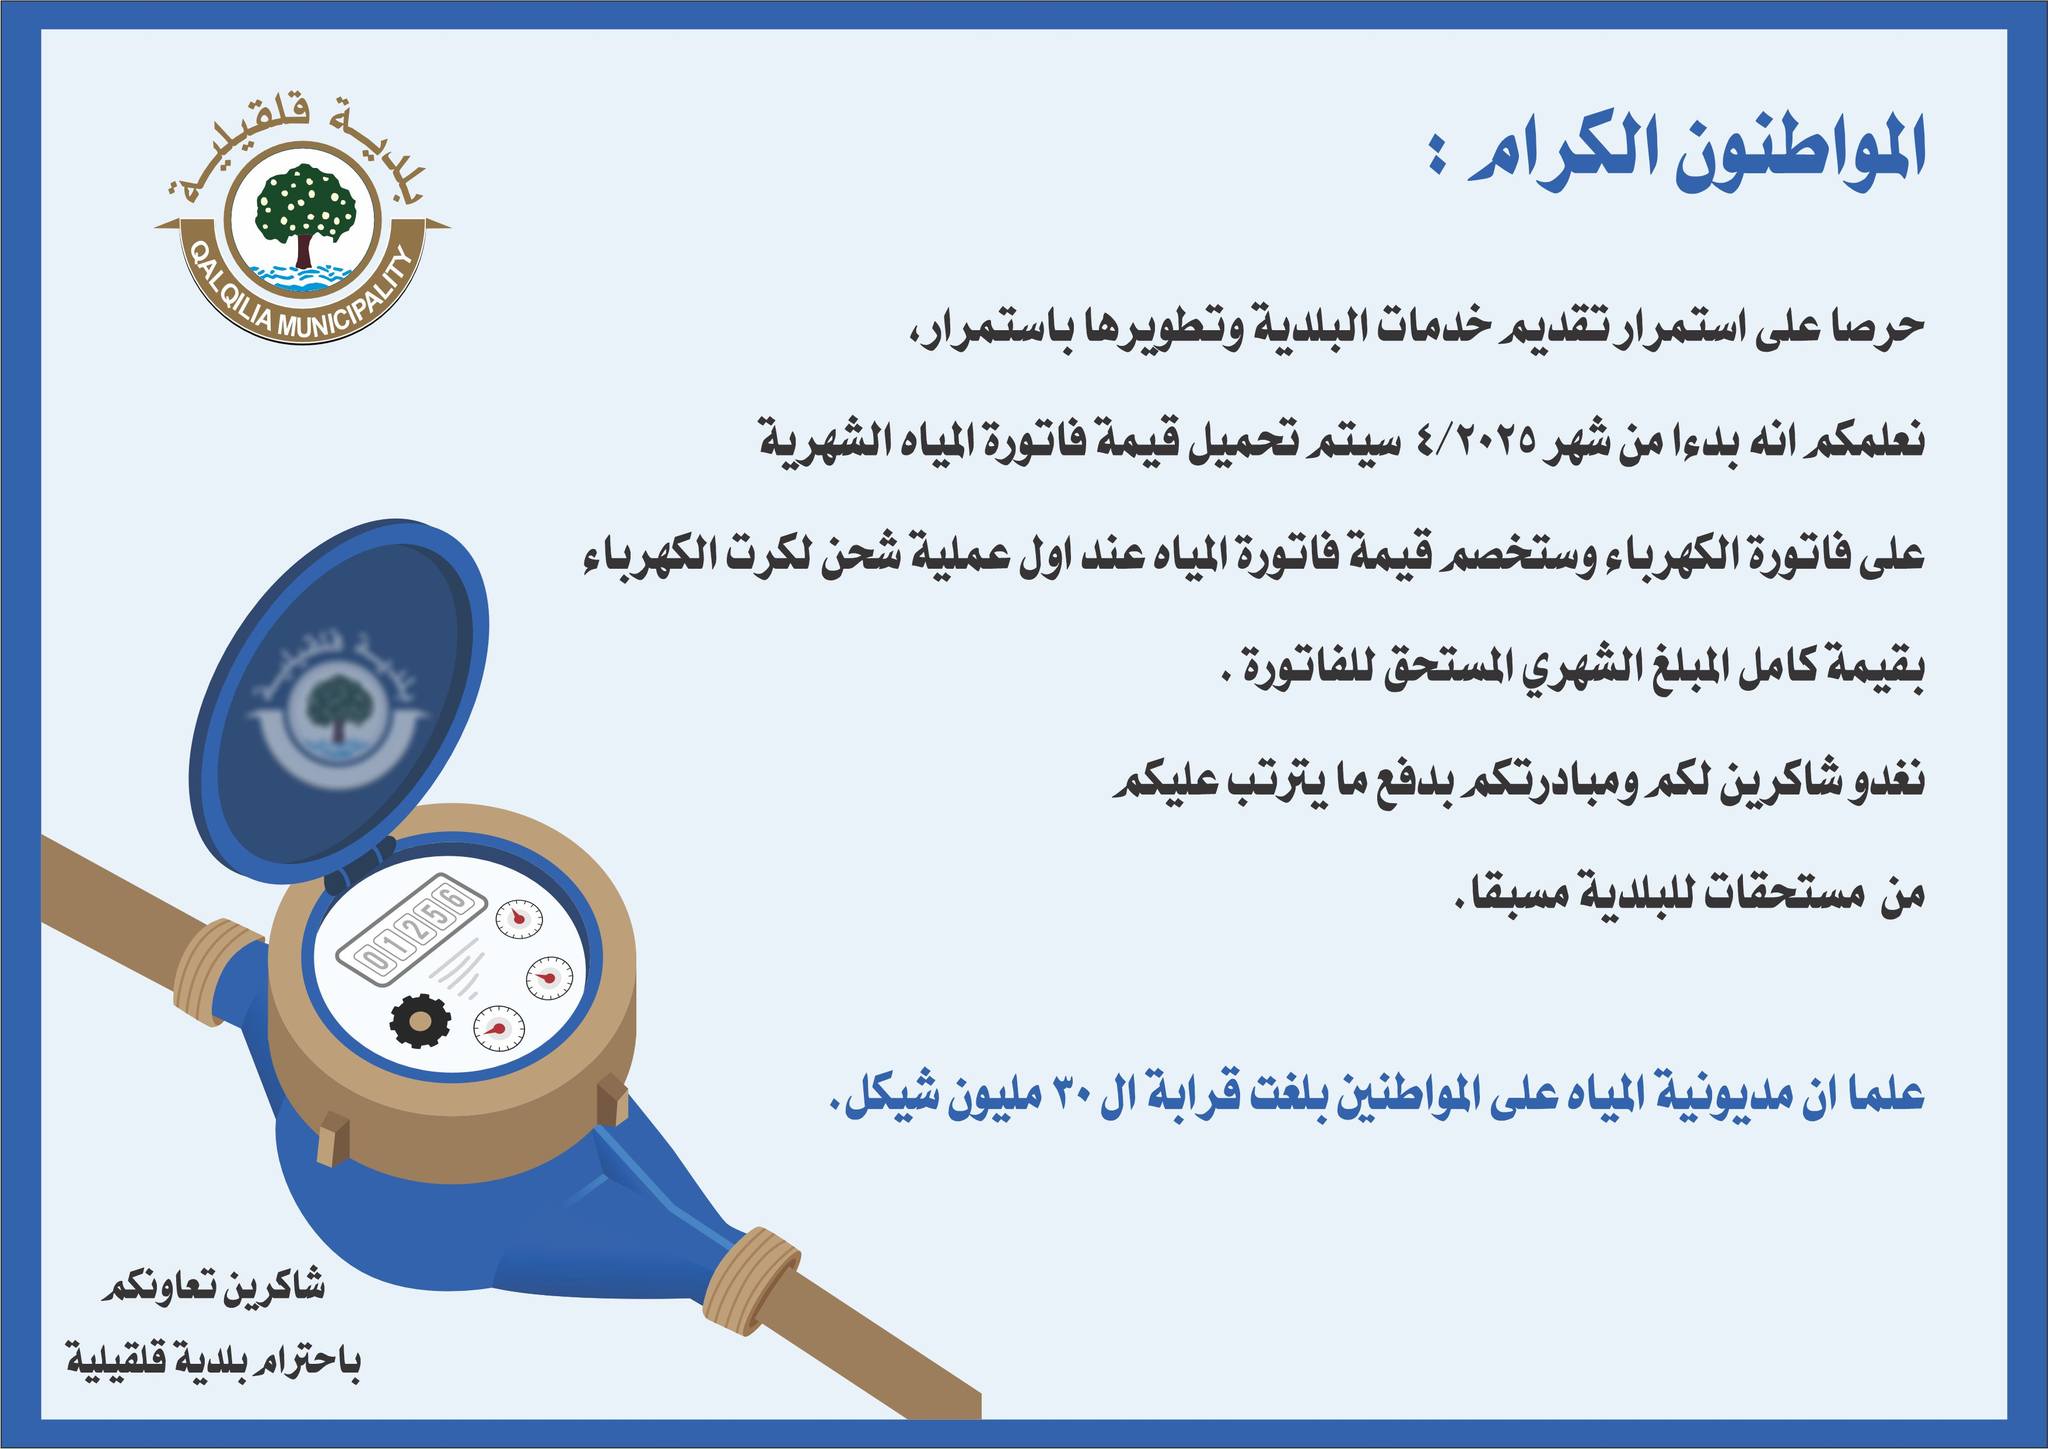 بلدية قلقيلية
QALQILIA MUNICIPALITY
المواطنون الكرام :
حرصا على استمرار تقديم خدمات البلدية وتطويرها باستمرار،
نعلمكم انه بدءا من شهر ٤/٢٠٢٥ سيتم تحميل قيمة فاتورة المياه الشهرية
على فاتورة الكهرباء وستخصم قيمة فاتورة المياه عند اول عملية شحن لكرت الكهرباء
بقيمة كامل المبلغ الشهري المستحق للفاتورة .
نغدو شاكرين لكم ومبادرتكم بدفع ما يترتب عليكم
من مستحقات للبلدية مسبقا.
علما ان مديونية المياه على المواطنين بلغت قرابة ال ٣٠ مليون شيكل.
بلدية قلقيلية
01256
شاكرين تعاونكم
باحترام بلدية قلقيلية